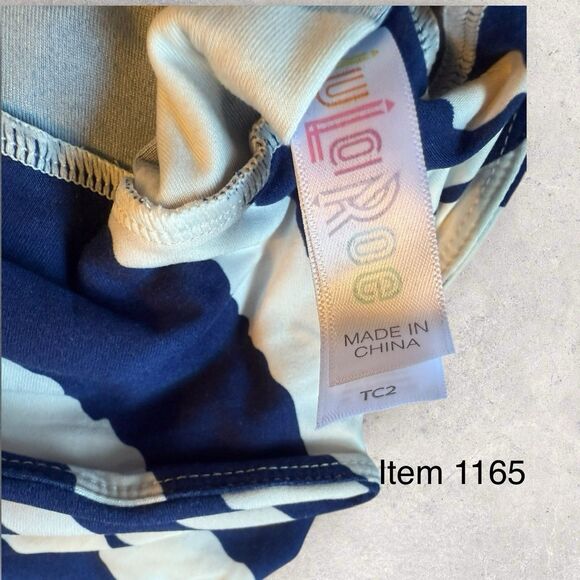 LuLaRoe
MADE IN
CHINA
TC2
Item 1165